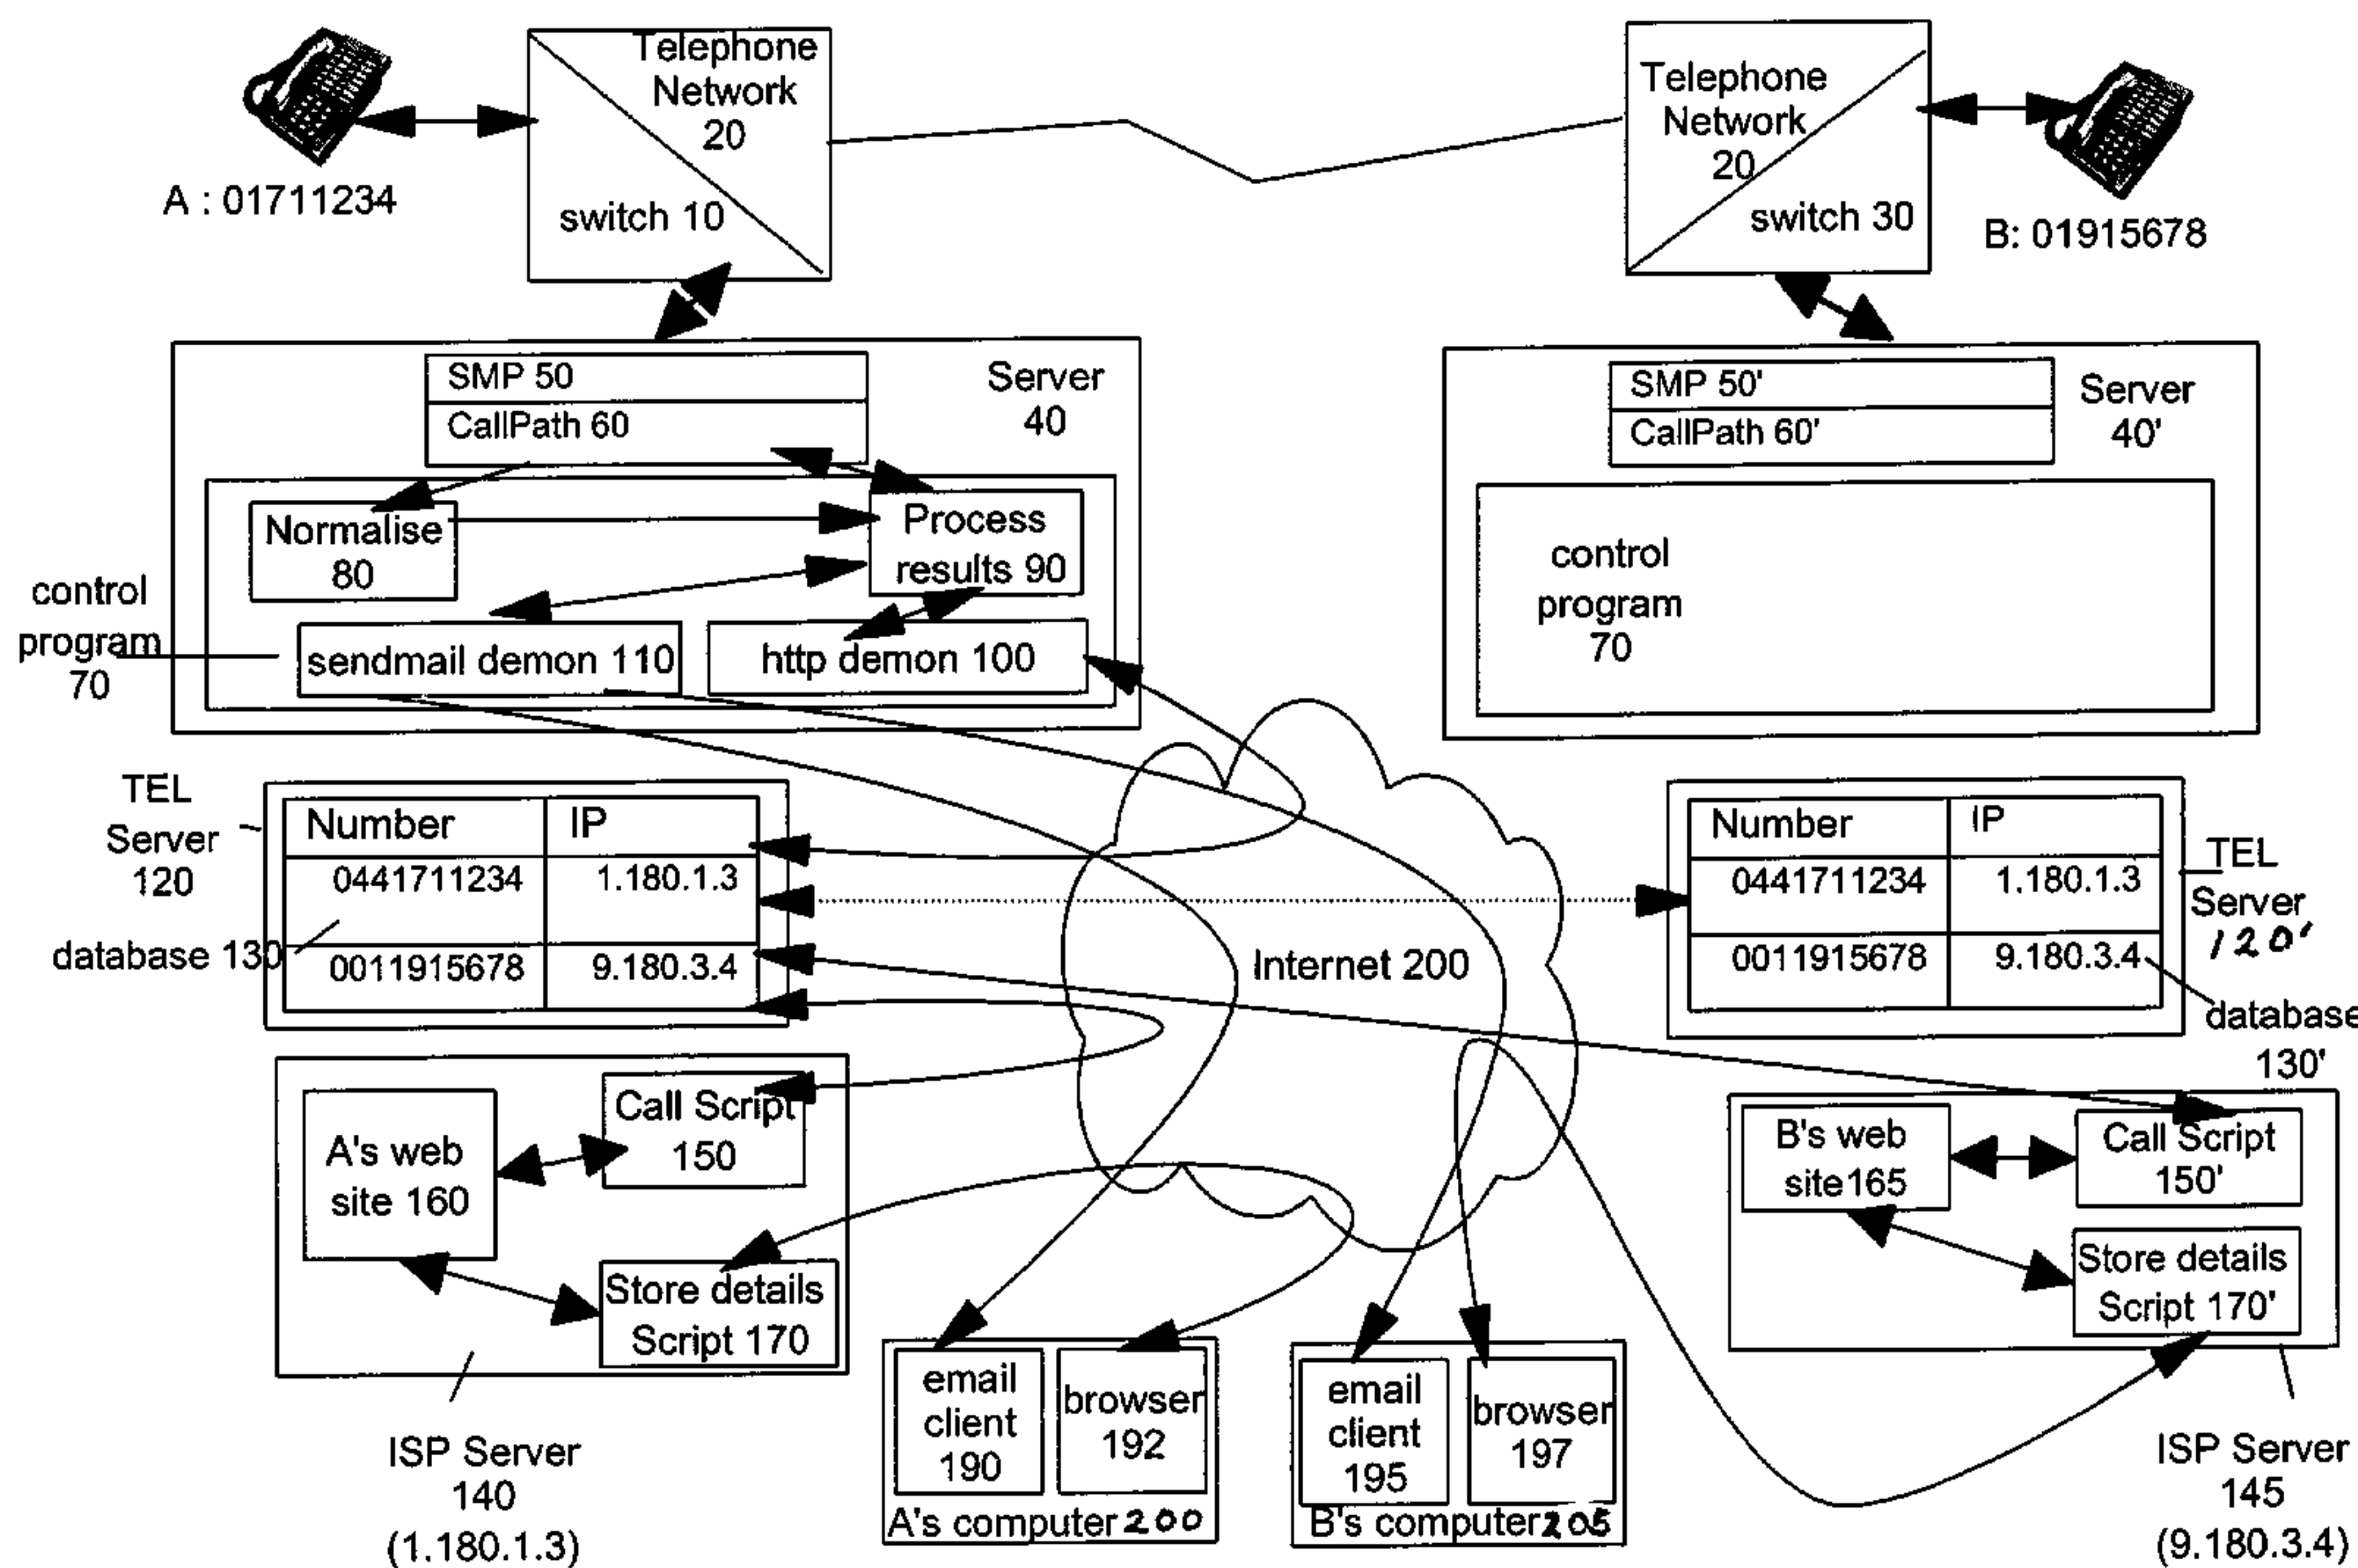 Telephone
Network
20
switch 10
Telephone
Network
20
switch 30
A : 01711234
B: 01915678
SMP 50
CallPath 60
Server
40
Normalise
80
Process
results 90
control
program
70
sendmail demon 110
http demon 100
SMP 50'
CallPath 60'
Server
40'
control
program
70
TEL
Server
120
Number IP
0441711234 1.180.1.3
0011915678 9.180.3.4
database 130
Internet 200
Number IP
0441711234 1.180.1.3
0011915678 9.180.3.4
TEL
Server
120'
database
130'
A's web
site 160
Call Script
150
Store details
Script 170
ISP Server
140
(1.180.1.3)
email
client
190
browser
192
A's computer 200
email
client
195
browser
197
B's computer 205
B's web
site165
Call Script
150'
Store details
Script 170'
ISP Server
145
(9.180.3.4)